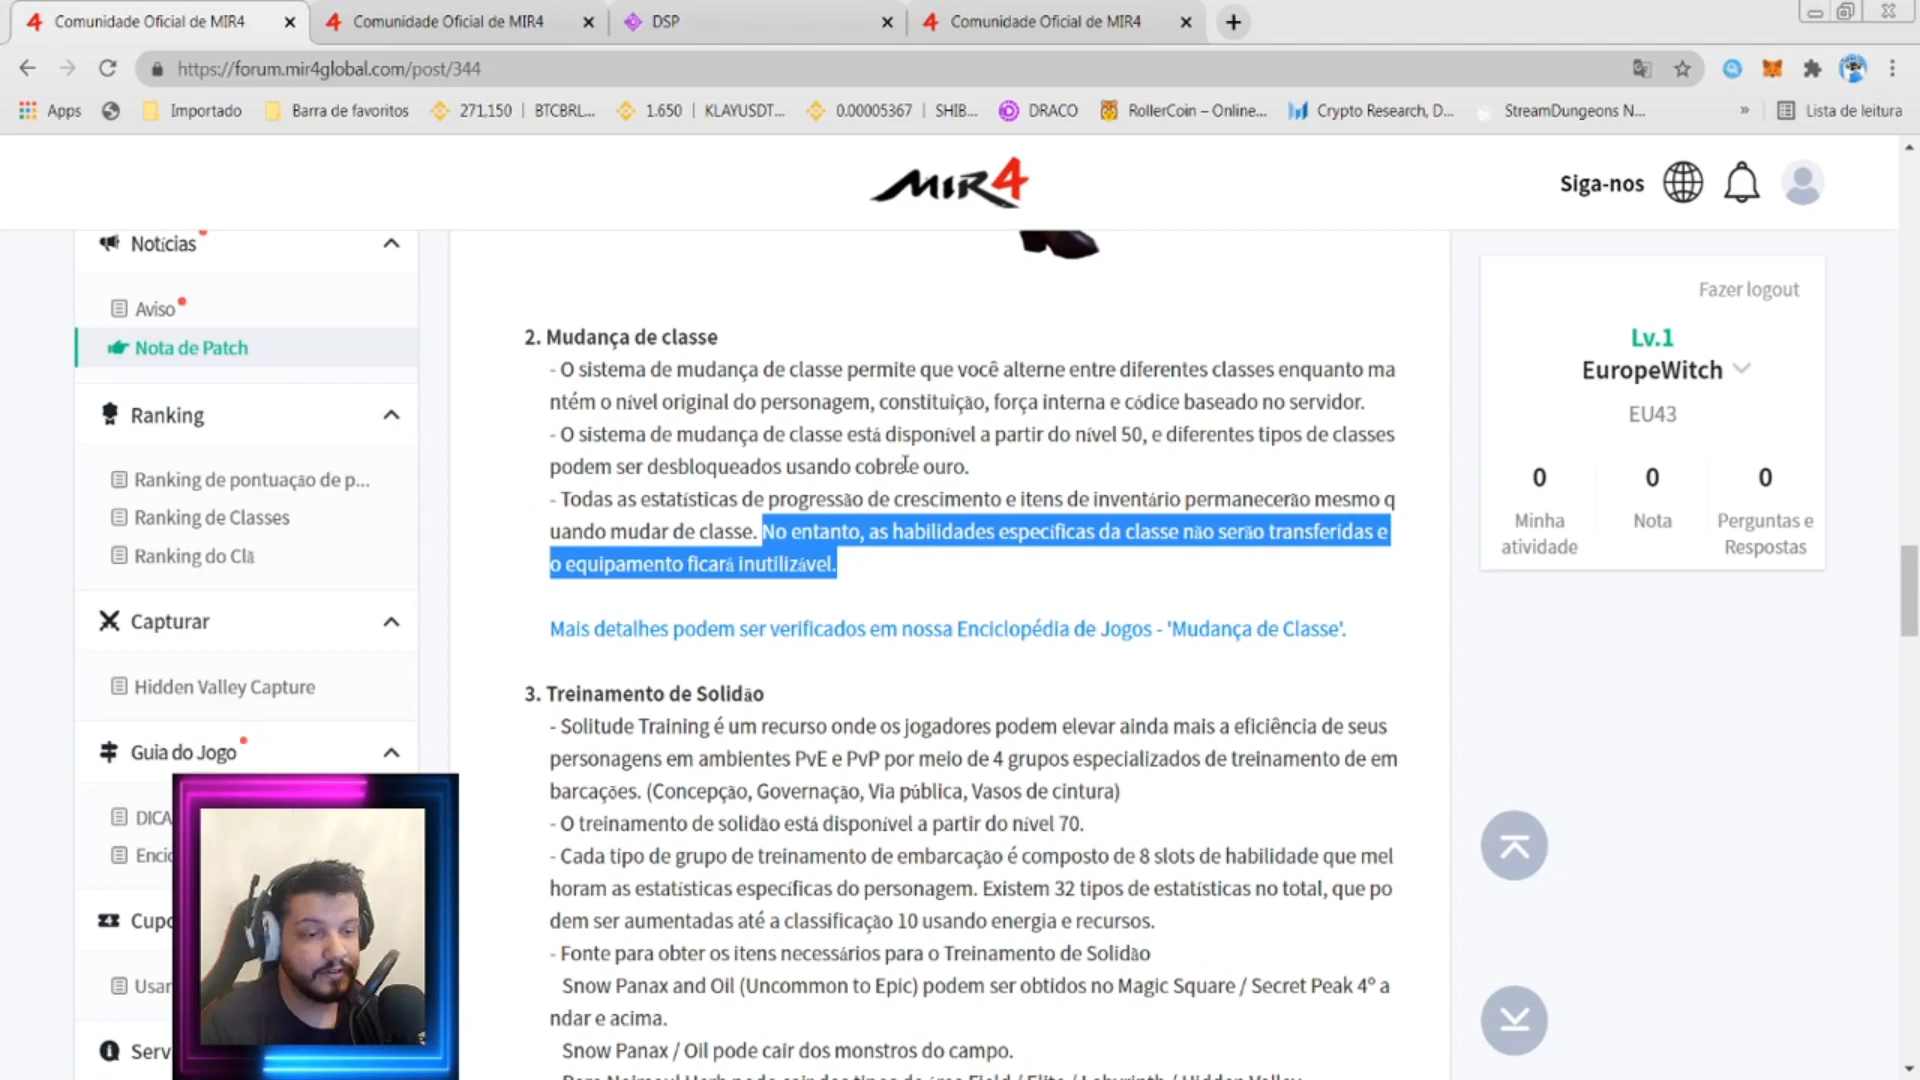 Comunidade Oficial de MIR4
Comunidade Oficial de MIR4
DSP
Comunidade Oficial de MIR4
https://forum.mir4global.com/post/344
Apps
Importado
Barra de favoritos
271,150 | BTCBRL...
1.650 | KLAYUSDT...
0.00005367 | SHIB...
DRACO
RollerCoin – Online...
Crypto Research, D...
StreamDungeons N...
»
Lista de leitura
MIR4
Siga-nos
Notícias
Aviso
Nota de Patch
Ranking
Ranking de pontuação de p...
Ranking de Classes
Ranking do Clã
Capturar
Hidden Valley Capture
Guia do Jogo
DICA
Enci
Cupo
Usar
Serv
2. Mudança de classe
- O sistema de mudança de classe permite que você alterne entre diferentes classes enquanto ma
ntém o nível original do personagem, constituição, força interna e códice baseado no servidor.
- O sistema de mudança de classe está disponível a partir do nível 50, e diferentes tipos de classes
podem ser desbloqueados usando cobre e ouro.
- Todas as estatísticas de progressão de crescimento e itens de inventário permanecerão mesmo q
uando mudar de classe. No entanto, as habilidades específicas da classe não serão transferidas e
o equipamento ficará inutilizável.
Mais detalhes podem ser verificados em nossa Enciclopédia de Jogos - 'Mudança de Classe'.
3. Treinamento de Solidão
- Solitude Training é um recurso onde os jogadores podem elevar ainda mais a eficiência de seus
personagens em ambientes PvE e PvP por meio de 4 grupos especializados de treinamento de em
barcações. (Concepção, Governação, Via pública, Vasos de cintura)
- O treinamento de solidão está disponível a partir do nível 70.
- Cada tipo de grupo de treinamento de embarcação é composto de 8 slots de habilidade que mel
horam as estatísticas específicas do personagem. Existem 32 tipos de estatísticas no total, que po
dem ser aumentadas até a classificação 10 usando energia e recursos.
- Fonte para obter os itens necessários para o Treinamento de Solidão
Snow Panax and Oil (Uncommon to Epic) podem ser obtidos no Magic Square / Secret Peak 4º a
ndar e acima.
Snow Panax / Oil pode cair dos monstros do campo.
Fazer logout
Lv.1
EuropeWitch
EU43
0
0
0
Minha
atividade
Nota
Perguntas e
Respostas